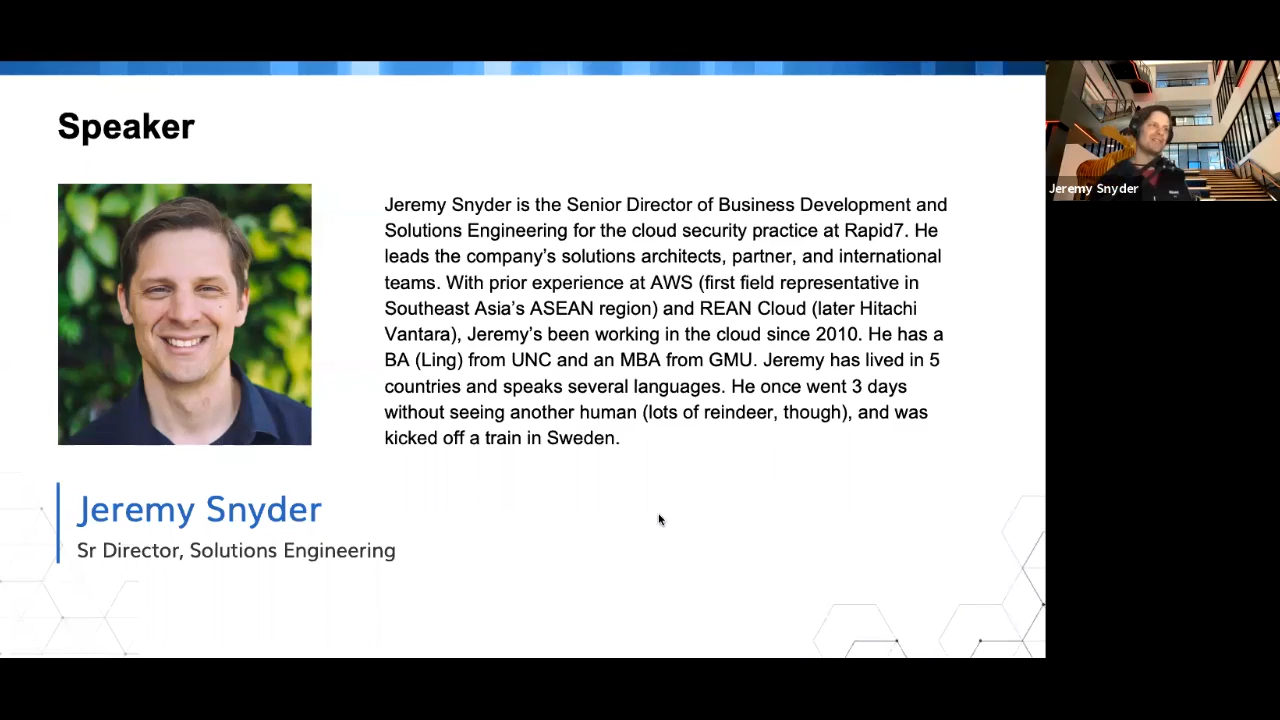 Speaker
Jeremy Snyder is the Senior Director of Business Development and
Solutions Engineering for the cloud security practice at Rapid7. He
leads the company's solutions architects, partner, and international
teams. With prior experience at AWS (first field representative in
Southeast Asia's ASEAN region) and REAN Cloud (later Hitachi
Vantara), Jeremy's been working in the cloud since 2010. He has a
BA (Ling) from UNC and an MBA from GMU. Jeremy has lived in 5
countries and speaks several languages. He once went 3 days
without seeing another human (lots of reindeer, though), and was
kicked off a train in Sweden.
Jeremy Snyder
Sr Director, Solutions Engineering
Jeremy Snyder